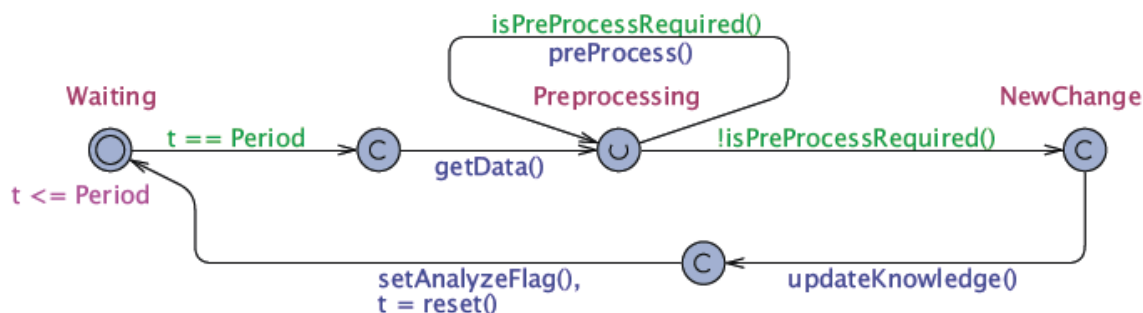 isPreProcessRequired()
preProcess()
Waiting
Preprocessing
NewChange
t == Period
C
getData()
U
!isPreProcessRequired()
C
t <= Period
setAnalyzeFlag(),
t = reset()
C
updateKnowledge()